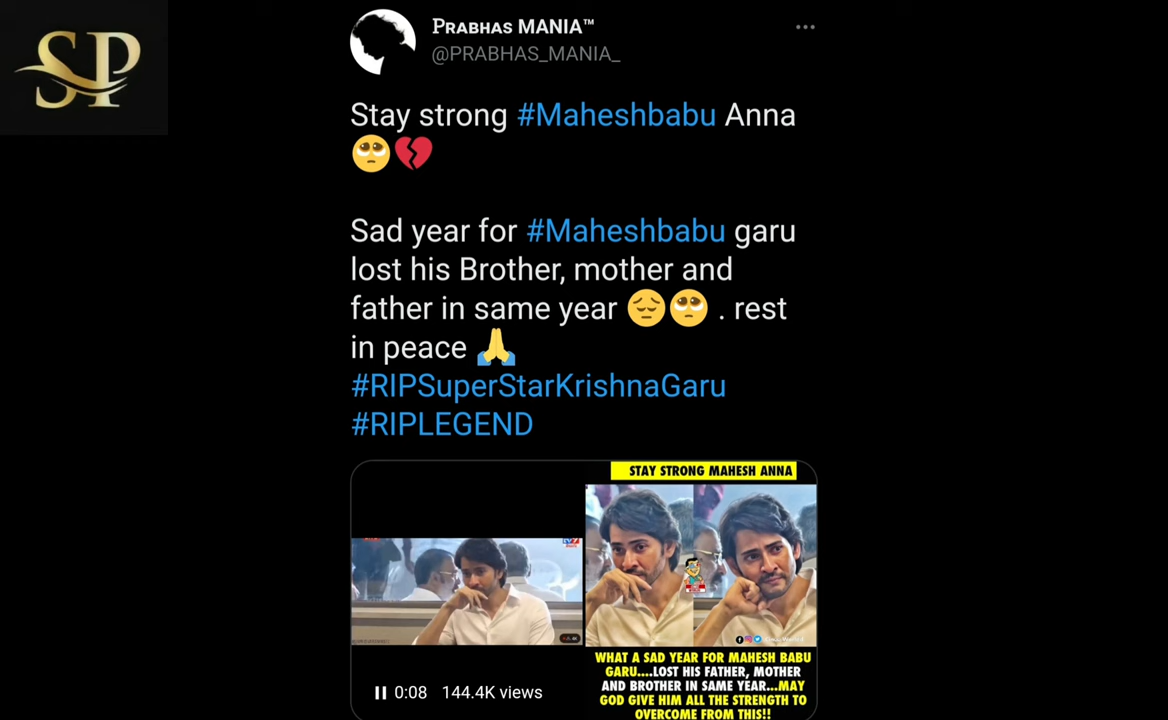 SP
Prabhas MANIA™
@PRABHAS_MANIA_
Stay strong #Maheshbabu Anna
🥺💔
Sad year for #Maheshbabu garu
lost his Brother, mother and
father in same year 😔🥺 . rest
in peace 🙏
#RIPSuperStarKrishnaGaru
#RIPLEGEND
STAY STRONG MAHESH ANNA
WHAT A SAD YEAR FOR MAHESH BABU
GARU....LOST HIS FATHER, MOTHER
AND BROTHER IN SAME YEAR...MAY
GOD GIVE HIM ALL THE STRENGTH TO
OVERCOME FROM THIS!!
0:08 144.4K views